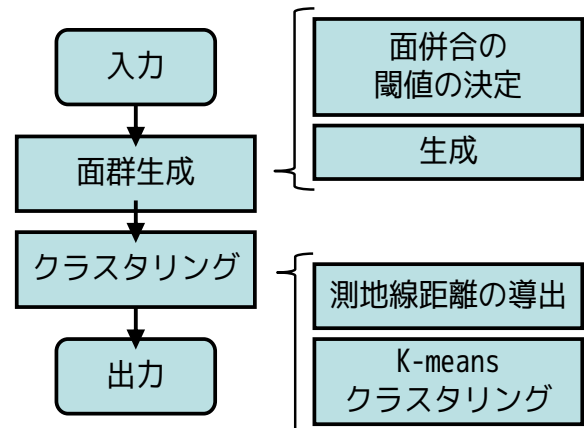 入力
面群生成
クラスタリング
出力
面併合の
閾値の決定
生成
測地線距離の導出
K-means
クラスタリング